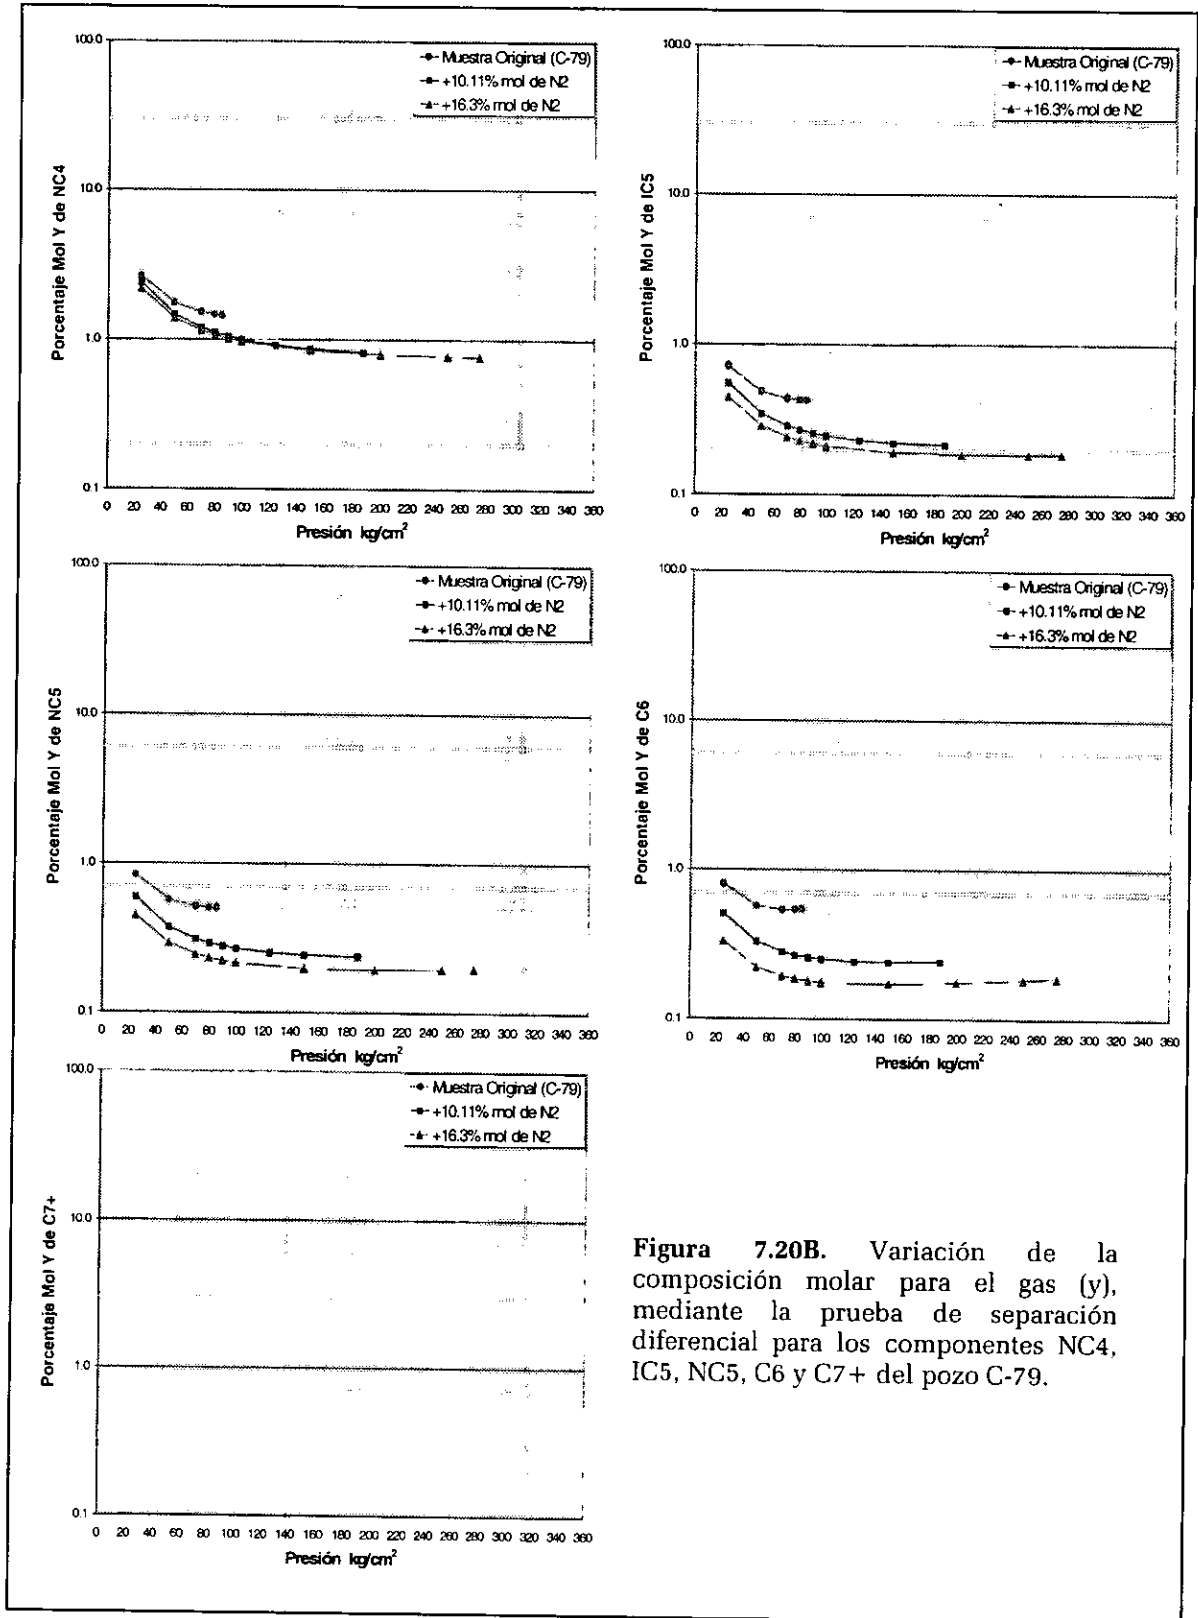 100.0
10.0
1.0
0.1
Porcentaje Mol Y de NC4
Muestra Original (C-79)
+10.11% mol de N2
+16.3% mol de N2
0 20 40 60 80 100 120 140 160 180 200 220 240 260 280 300 320 340 360
Presión kg/cm²
100.0
10.0
1.0
0.1
Porcentaje Mol Y de IC5
Muestra Original (C-79)
+10.11% mol de N2
+16.3% mol de N2
0 20 40 60 80 100 120 140 160 180 200 220 240 260 280 300 320 340 360
Presión kg/cm²
100.0
10.0
1.0
0.1
Porcentaje Mol Y de NC5
Muestra Original (C-79)
+10.11% mol de N2
+16.3% mol de N2
0 20 40 60 80 100 120 140 160 180 200 220 240 260 280 300 320 340 360
Presión kg/cm²
100.0
10.0
1.0
0.1
Porcentaje Mol Y de C6
Muestra Original (C-79)
+10.11% mol de N2
+16.3% mol de N2
0 20 40 60 80 100 120 140 160 180 200 220 240 260 280 300 320 340 360
Presión kg/cm²
100.0
10.0
1.0
0.1
Porcentaje Mol Y de C7+
Muestra Original (C-79)
+10.11% mol de N2
+16.3% mol de N2
0 20 40 60 80 100 120 140 160 180 200 220 240 260 280 300 320 340 360
Presión kg/cm²
Figura 7.20B. Variación de la
composición molar para el gas (y),
mediante la prueba de separación
diferencial para los componentes NC4,
IC5, NC5, C6 y C7+ del pozo C-79.